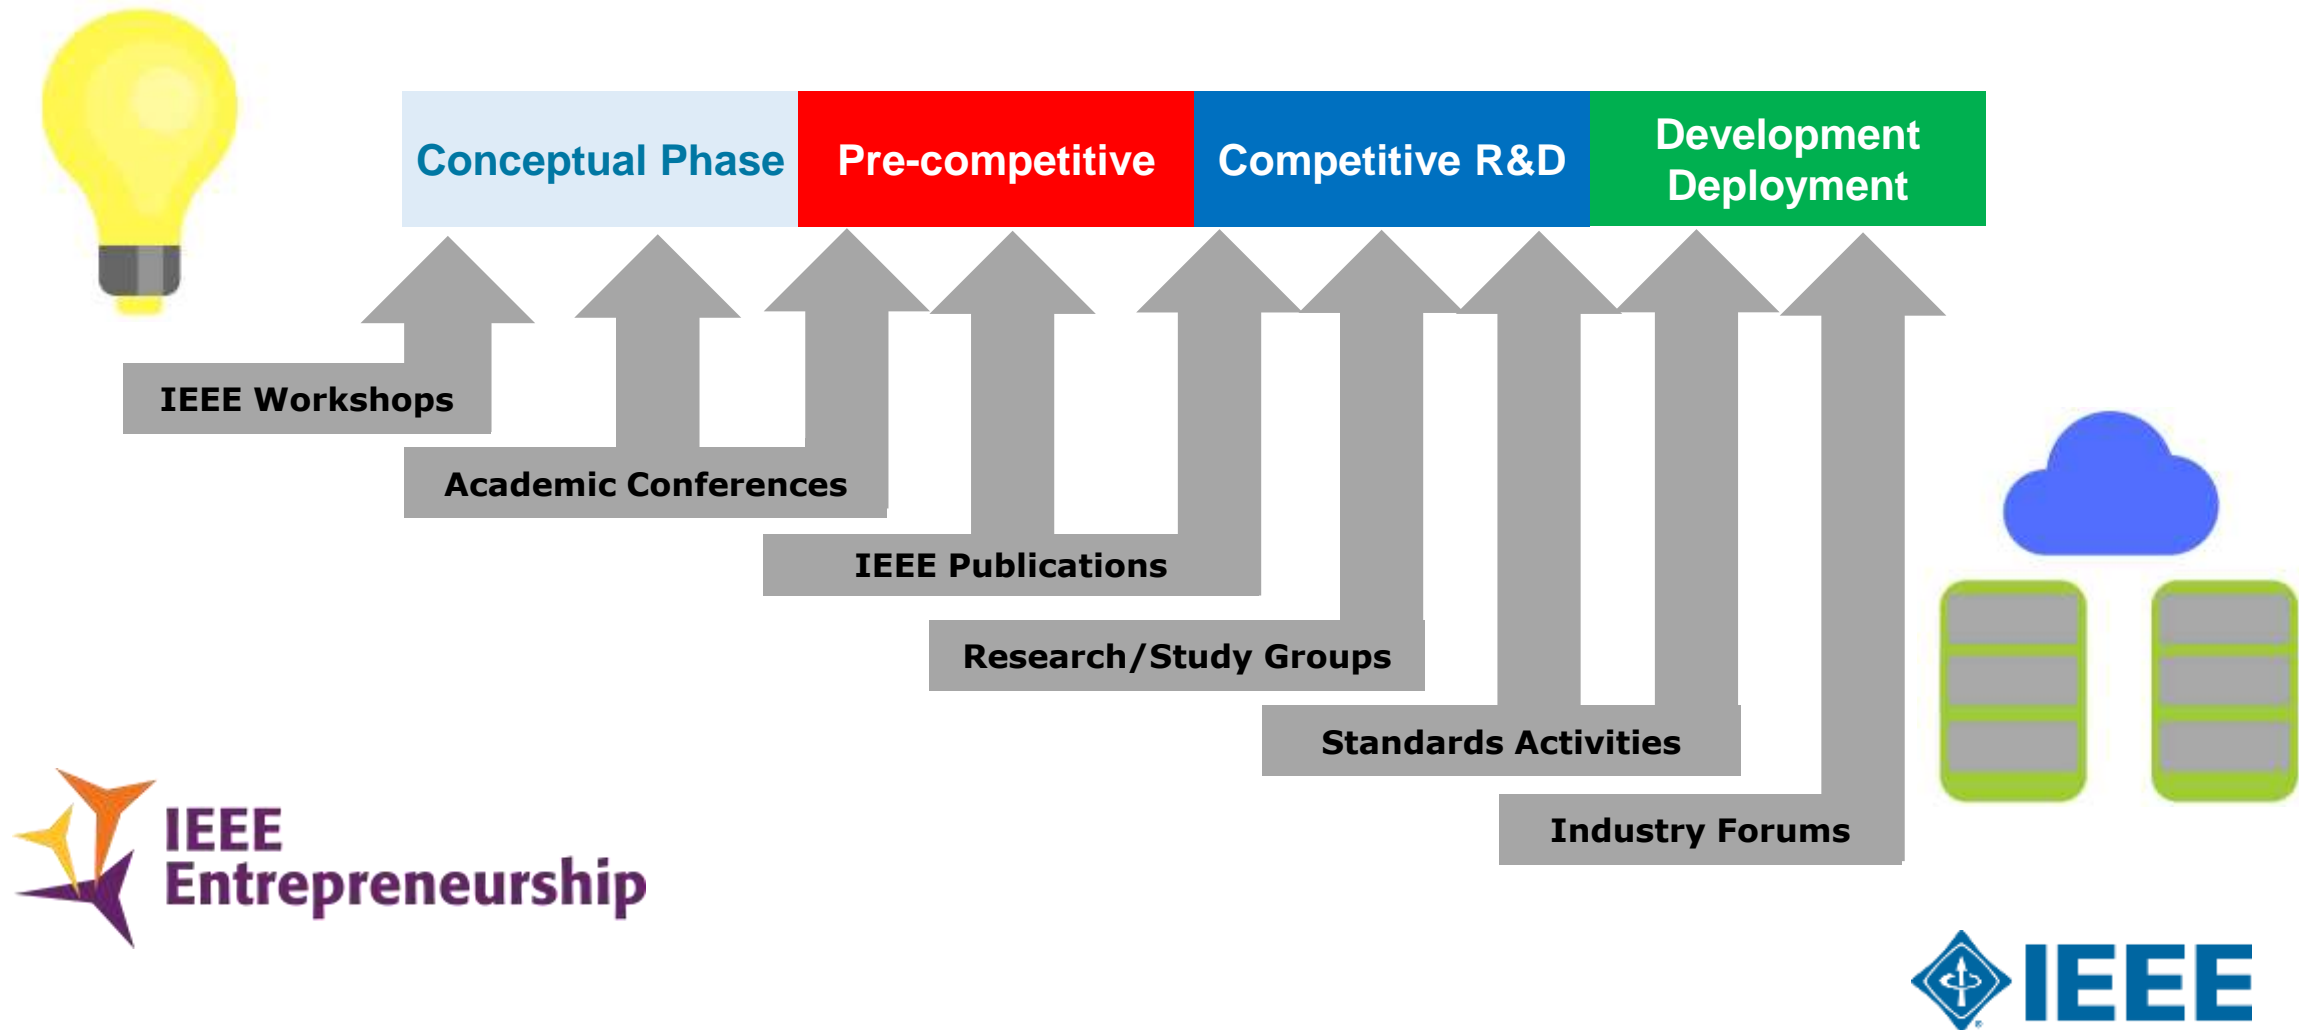 Conceptual Phase
Pre-competitive
Competitive R&D
Development
Deployment
IEEE Workshops
Academic Conferences
IEEE Publications
Research/Study Groups
Standards Activities
Industry Forums
IEEE
Entrepreneurship
IEEE